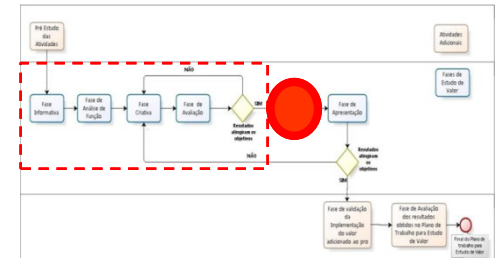 Pré Estudo
das
Atividades
Atividades
Adicionais
Fases de
Estudo de
Valor
NÃO
Fase
Informativa
Fase de
Análise de
Função
Fase
Criativa
Fase de
Avaliação
SIM
Resultados
atingiram os
objetivos
Fase de
Apresentação
NÃO
Resultados
atingiram
os
objetivos
SIM
Fase de validação
da
Implementação
do valor
adicionado ao pro
Fase de Avaliação
dos resultados
obtidos no Plano de
Trabalho para Estudo
de Valor
Final do Plano de
trabalho para
Estudo de Valor